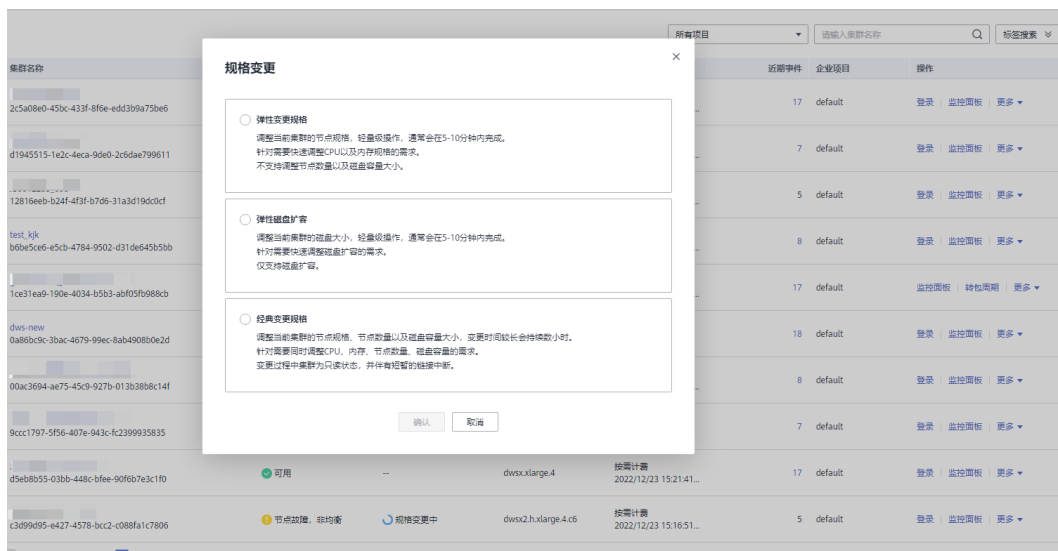 所有项目
请输入集群名称
标签搜索
集群名称
近期事件
企业项目
操作
规格变更
弹性变更规格
调整当前集群的节点规格，轻量级操作，通常会在5-10分钟内完成。
针对需要快速调整CPU以及内存规格的需求。
不支持调整节点数量以及磁盘容量大小。
弹性磁盘扩容
调整当前集群的磁盘大小，轻量级操作，通常会在5-10分钟内完成。
针对需要快速调整磁盘扩容的需求。
仅支持磁盘扩容。
经典变更规格
调整当前集群的节点规格、节点数量以及磁盘容量大小，变更时间较长会持续数小时。
针对需要同时调整CPU、内存、节点数量、磁盘容量的需求。
变更过程中集群为只读状态，并伴有短暂的链接中断。
确认 取消
2c5a08e0-45bc-433f-8f6e-edd3b9a75be6 17 default 登录 监控面板 更多
d1945515-1e2c-4eca-9de0-2c6dae799611 7 default 登录 监控面板 更多
12816eeb-b24f-4f3f-b7d6-31a3d19dc0cf 5 default 登录 监控面板 更多
test_kjk
b6be5ce6-e5cb-4784-9502-d31de645b5bb 8 default 登录 监控面板 更多
1ce31ea9-190e-4034-b5b3-abf05fb988cb 17 default 监控面板 转包周期 更多
dws-new
0a86bc9c-3bac-4679-99ec-8ab4908b0e2d 18 default 登录 监控面板 更多
00ac3694-ae75-45c9-927b-013b38b8c14f 8 default 登录 监控面板 更多
9ccc1797-5f56-407e-943c-fc2399935835 7 default 登录 监控面板 更多
d5eb8b55-03bb-448c-bfee-90f6b7e3c1f0 可用 -- dwsx.xlarge.4 按需计费 2022/12/23 15:21:41... 17 default 登录 监控面板 更多
c3d99d95-e427-4578-bcc2-c088fa1c7806 节点故障，非均衡 规格变更中 dwsx2.h.xlarge.4.c6 按需计费 2022/12/23 15:16:51... 5 default 登录 监控面板 更多